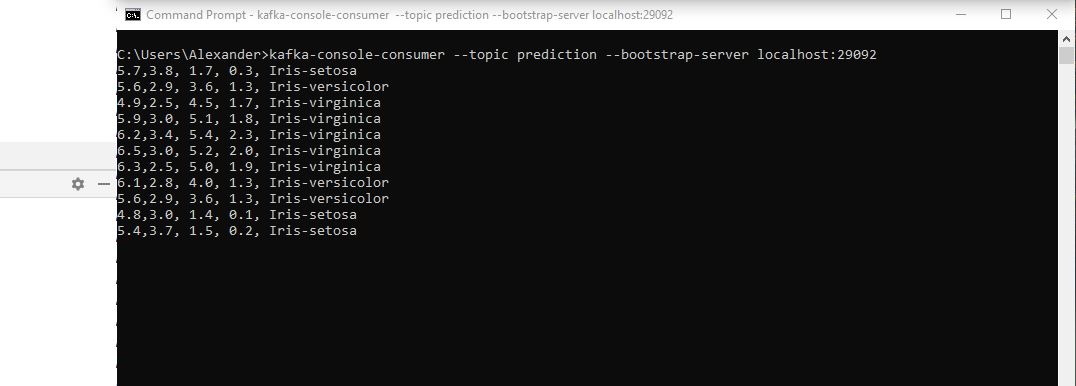 Command Prompt - kafka-console-consumer  --topic prediction --bootstrap-server localhost:29092
C:\Users\Alexander>kafka-console-consumer --topic prediction --bootstrap-server localhost:29092
5.7,3.8, 1.7, 0.3, Iris-setosa
5.6,2.9, 3.6, 1.3, Iris-versicolor
4.9,2.5, 4.5, 1.7, Iris-virginica
5.9,3.0, 5.1, 1.8, Iris-virginica
6.2,3.4, 5.4, 2.3, Iris-virginica
6.5,3.0, 5.2, 2.0, Iris-virginica
6.3,2.5, 5.0, 1.9, Iris-virginica
6.1,2.8, 4.0, 1.3, Iris-versicolor
5.6,2.9, 3.6, 1.3, Iris-versicolor
4.8,3.0, 1.4, 0.1, Iris-setosa
5.4,3.7, 1.5, 0.2, Iris-setosa